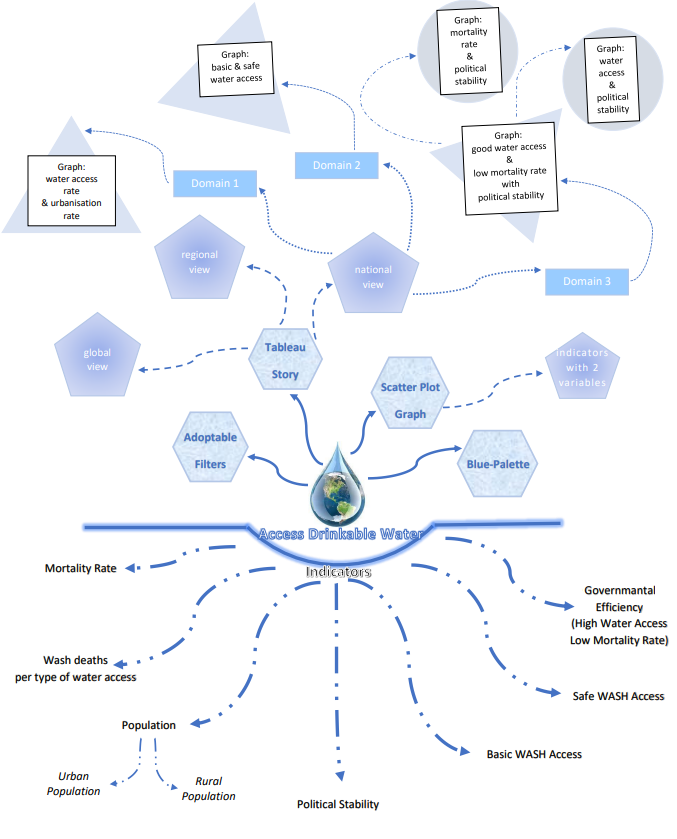 Graph:
mortality
rate
&
political
stability
Graph:
basic & safe
water access
Graph:
water
access
&
political
stability
Graph:
good water access
&
low mortality rate
with
political stability
Graph:
water access
rate
& urbanisation
rate
Domain 1
Domain 2
Domain 3
regional
view
national
view
global
view
Tableau
Story
Scatter Plot
Graph
indicators
with 2
variables
Adoptable
Filters
Blue-Palette
Access Drinkable Water
Indicators
Mortality Rate
Governmantal
Efficiency
(High Water Access
Low Mortality Rate)
Wash deaths
per type of water access
Safe WASH Access
Population
Basic WASH Access
Urban
Population
Rural
Population
Political Stability